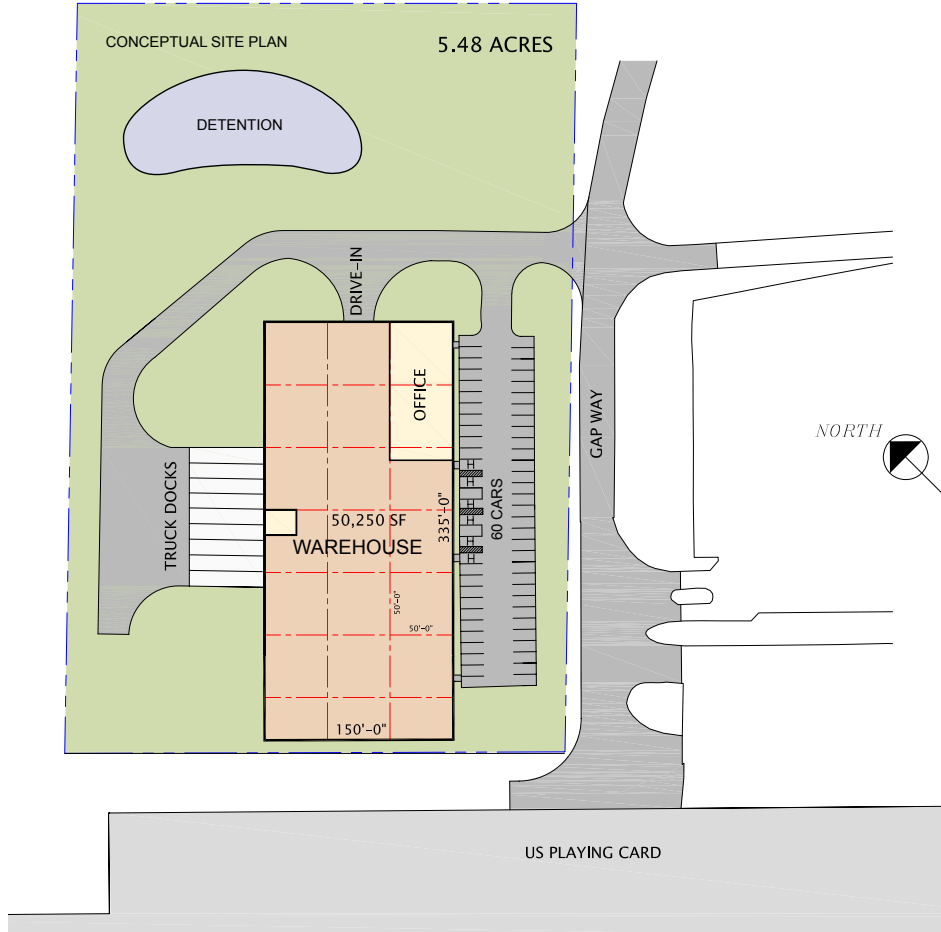 CONCEPTUAL SITE PLAN
5.48 ACRES
DETENTION
DRIVE-IN
OFFICE
GAP WAY
NORTH
TRUCK DOCKS
50,250 SF
WAREHOUSE
335'-0"
60 CARS
H
H
H
H
H
H
50'-0"
50'-0"
150'-0"
US PLAYING CARD